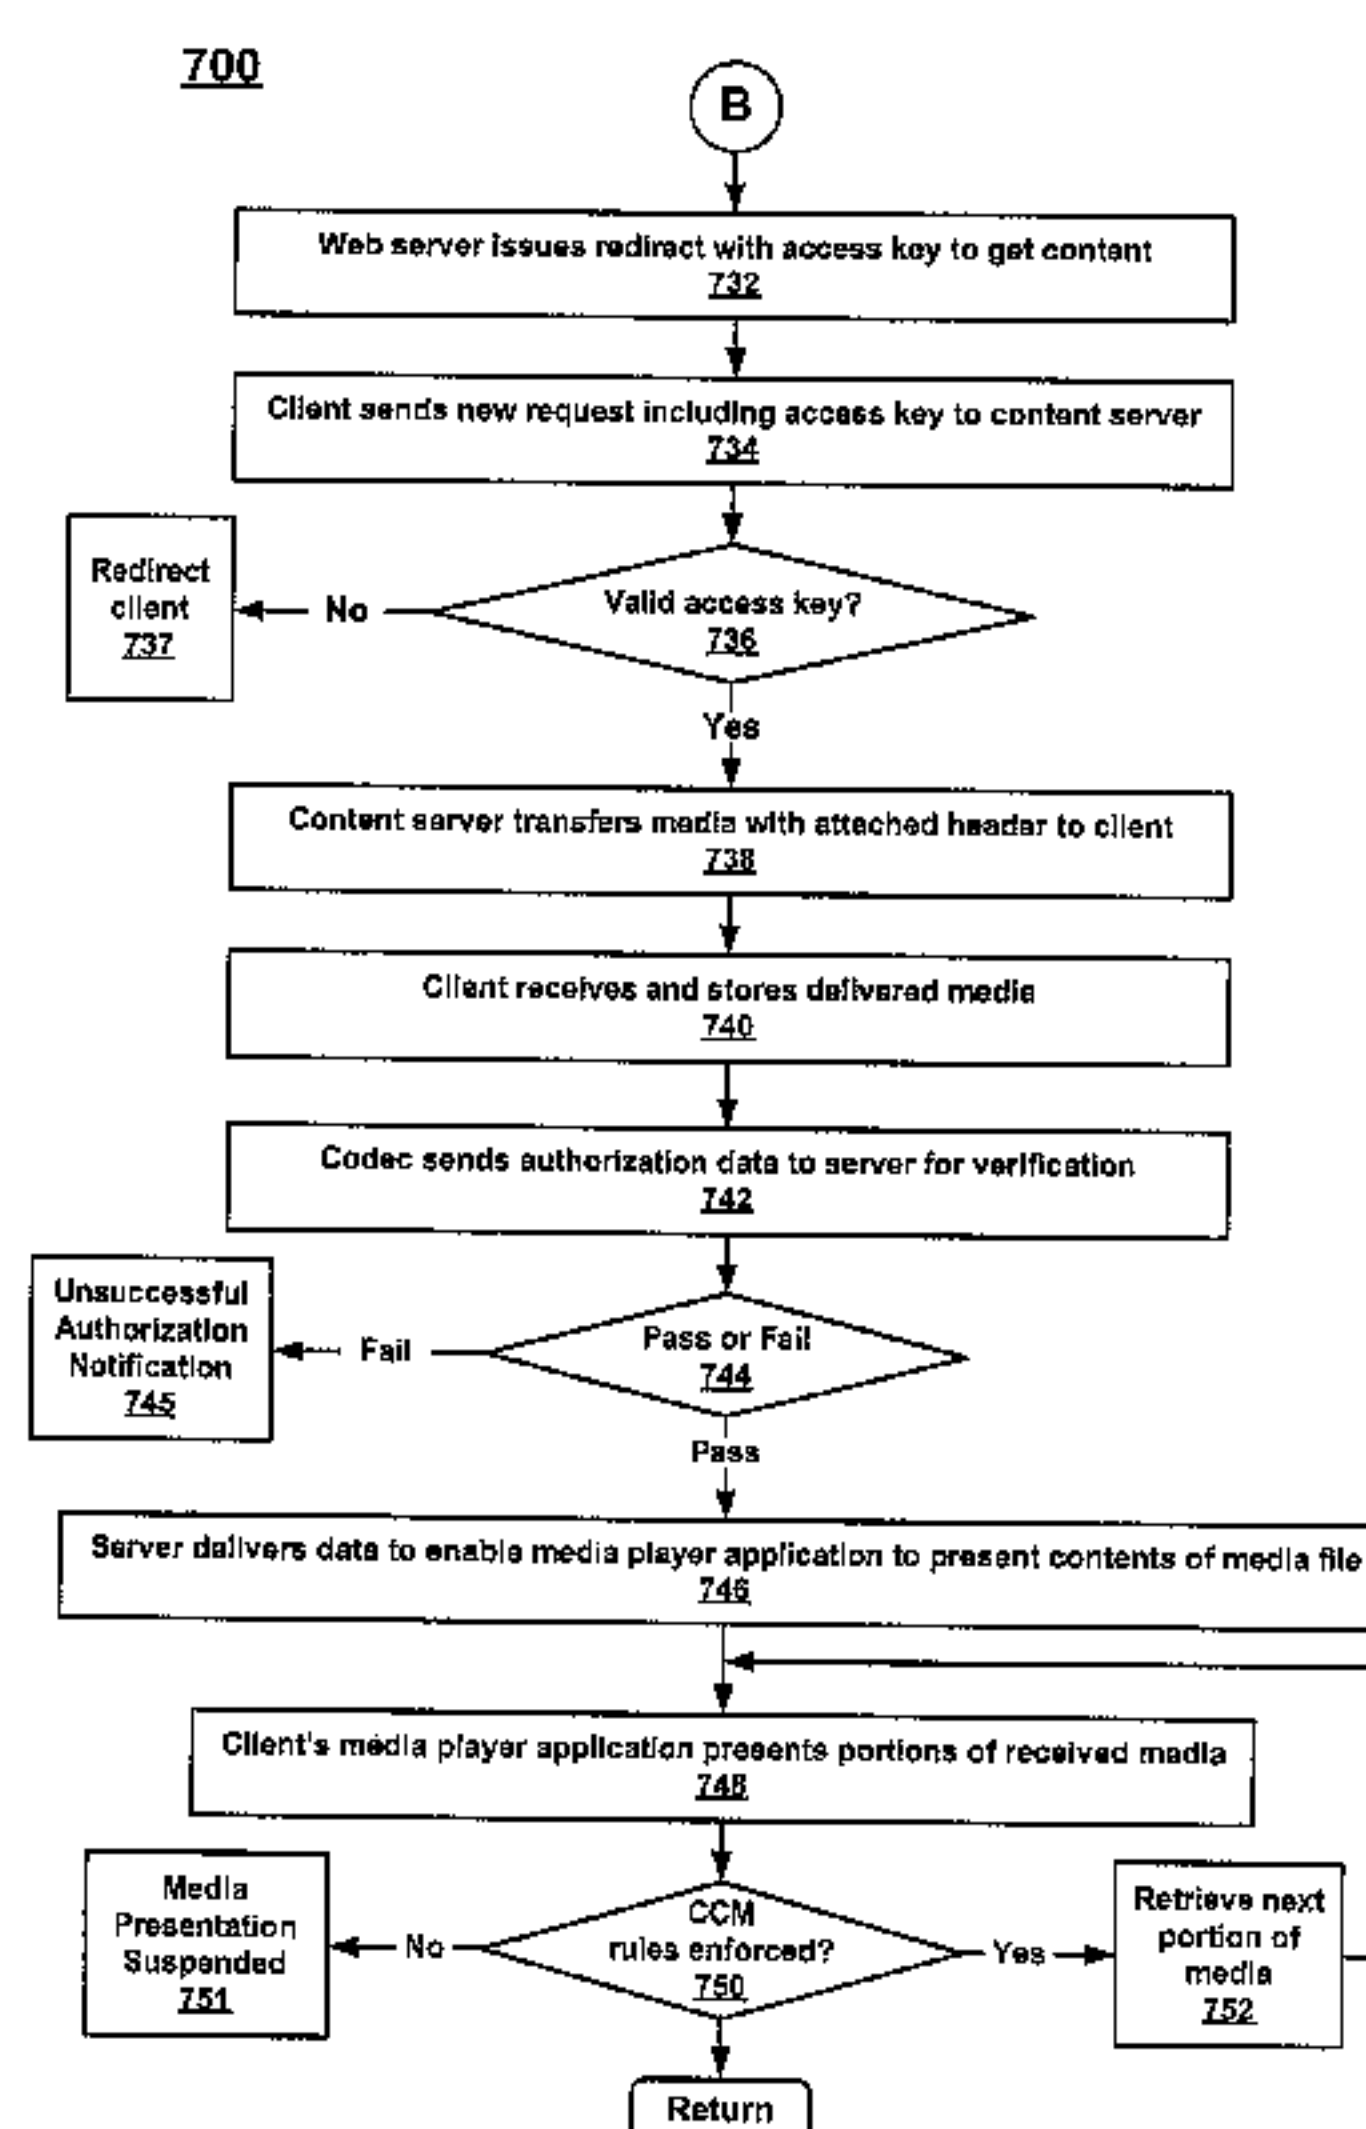 700
B
Web server issues redirect with access key to get content
732
Client sends new request including access key to content server
734
Redirect
client
737
No
Valid access key?
736
Yes
Content server transfers media with attached header to client
738
Client receives and stores delivered media
740
Codec sends authorization data to server for verification
742
Unsuccessful
Authorization
Notification
745
Fail
Pass or Fail
744
Pass
Server delivers data to enable media player application to present contents of media file
746
Client's media player application presents portions of received media
748
Media
Presentation
Suspended
751
No
CCM
rules enforced?
750
Yes
Retrieve next
portion of
media
752
Return